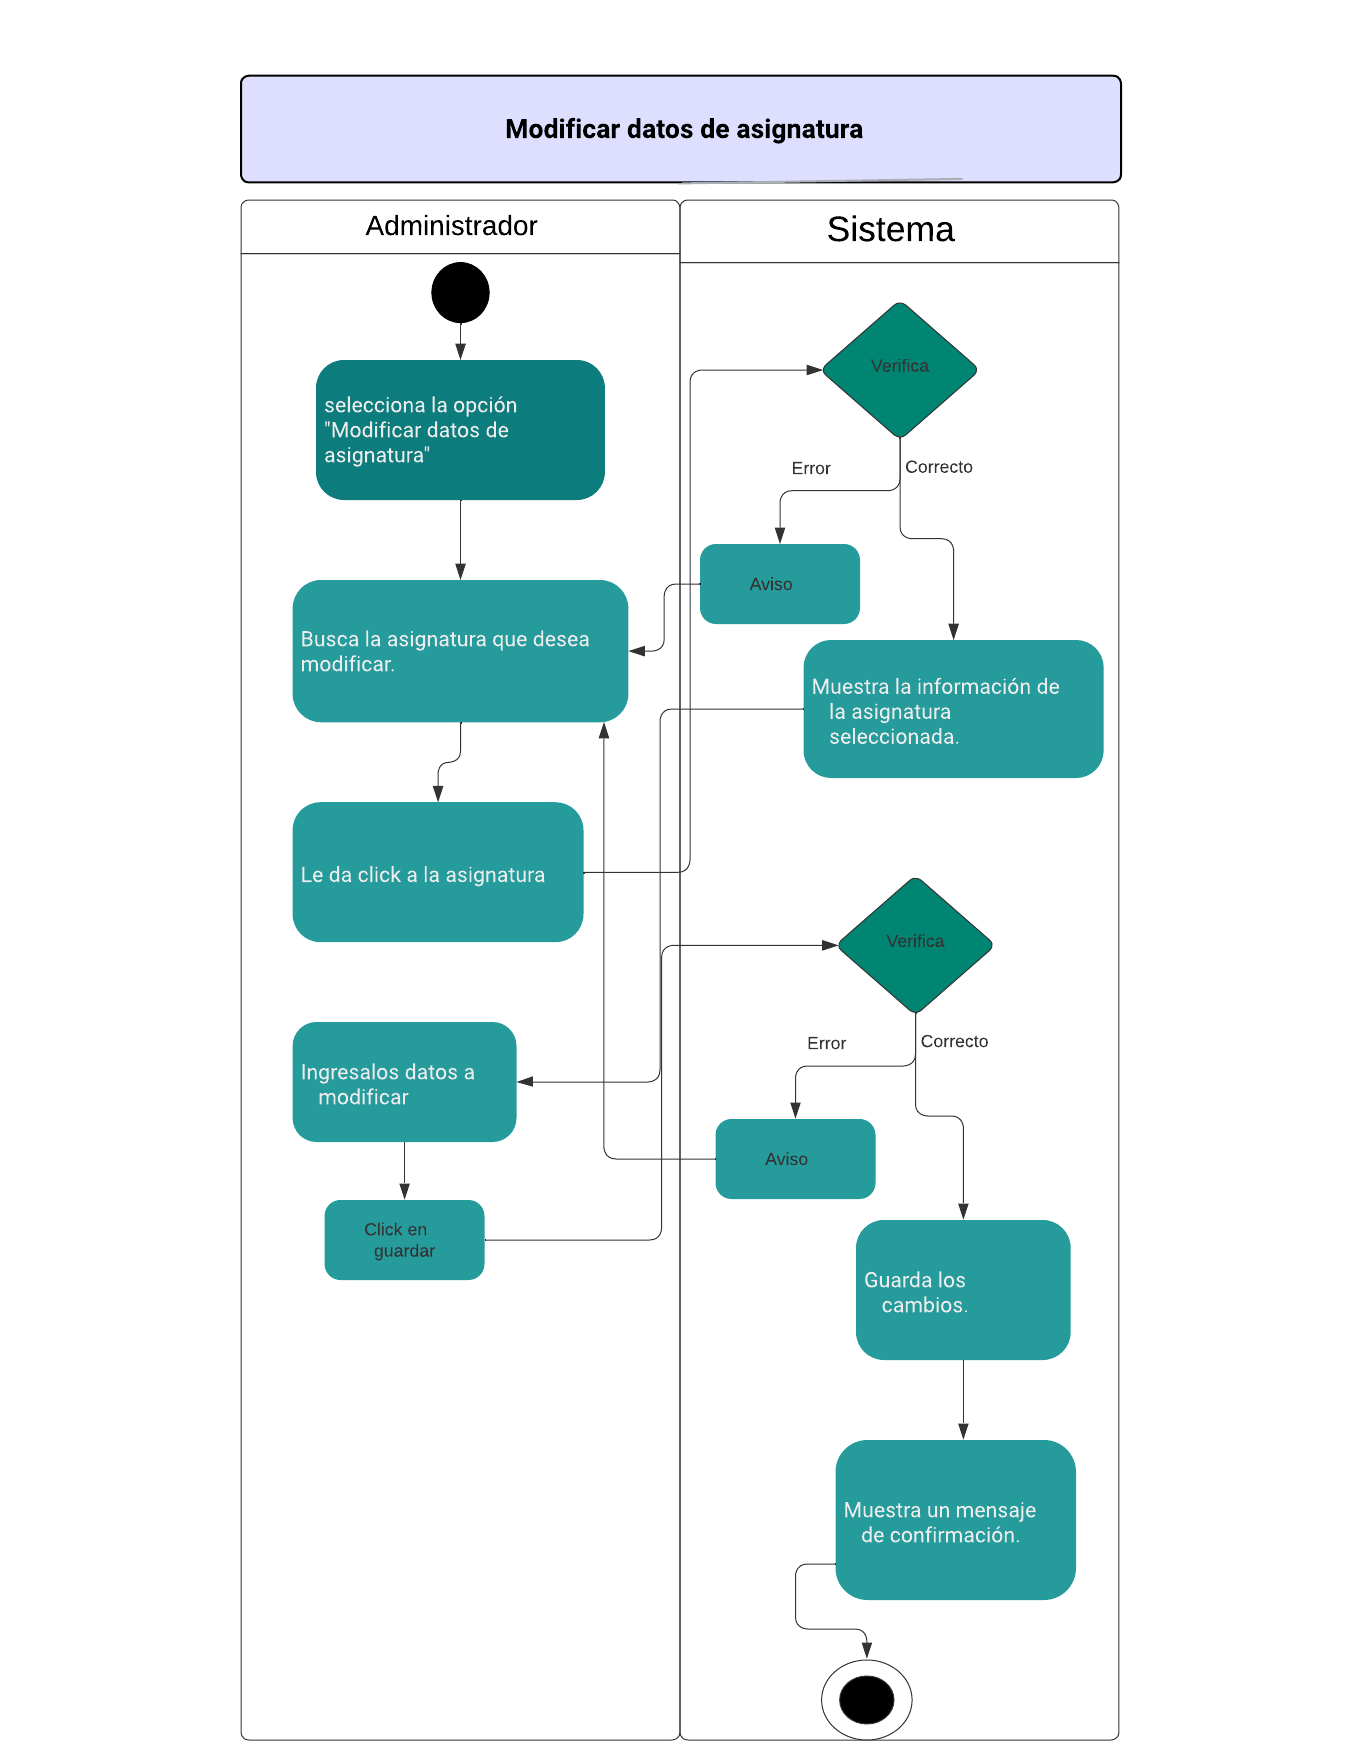 Modificar datos de asignatura
Administrador
Sistema
selecciona la opción
"Modificar datos de
asignatura"
Busca la asignatura que desea
modificar.
Le da click a la asignatura
Ingresalos datos a
modificar
Click en
guardar
Verifica
Error
Correcto
Aviso
Muestra la información de
la asignatura
seleccionada.
Verifica
Error
Correcto
Aviso
Guarda los
cambios.
Muestra un mensaje
de confirmación.